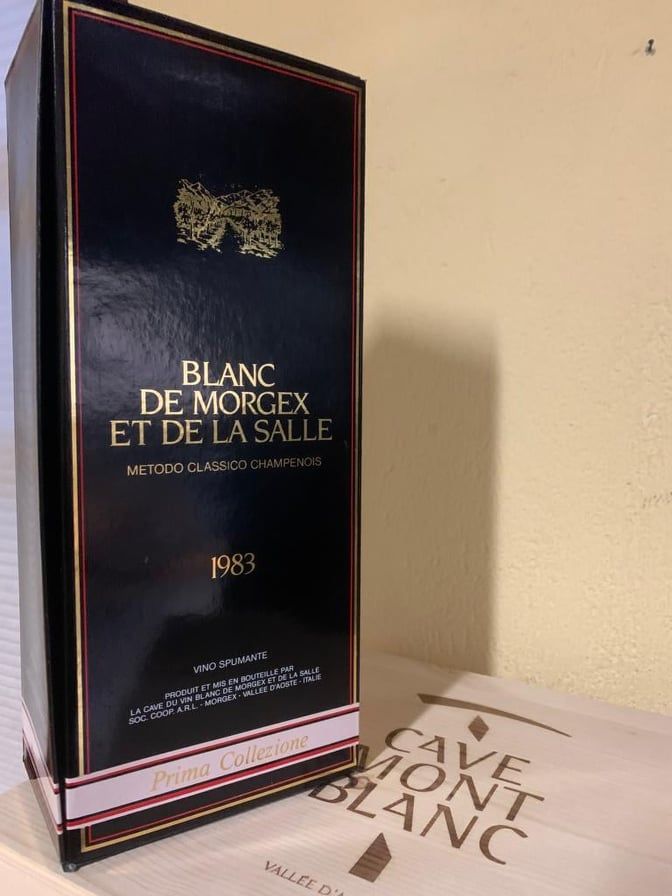 BLANC
DE MORGEX
ET DE LA SALLE
METODO CLASSICO CHAMPENOIS
1983
VINO SPUMANTE
PRODUIT ET MIS EN BOUTEILLE PAR
LA CAVE DU VIN BLANC DE MORGEX ET DE LA SALLE
SOC. COOP. A.R.L. - MORGEX - VALLEE D'AOSTE - ITALIE
Prima Collezione
CAVE
MONT
BLANC
VALLÉE